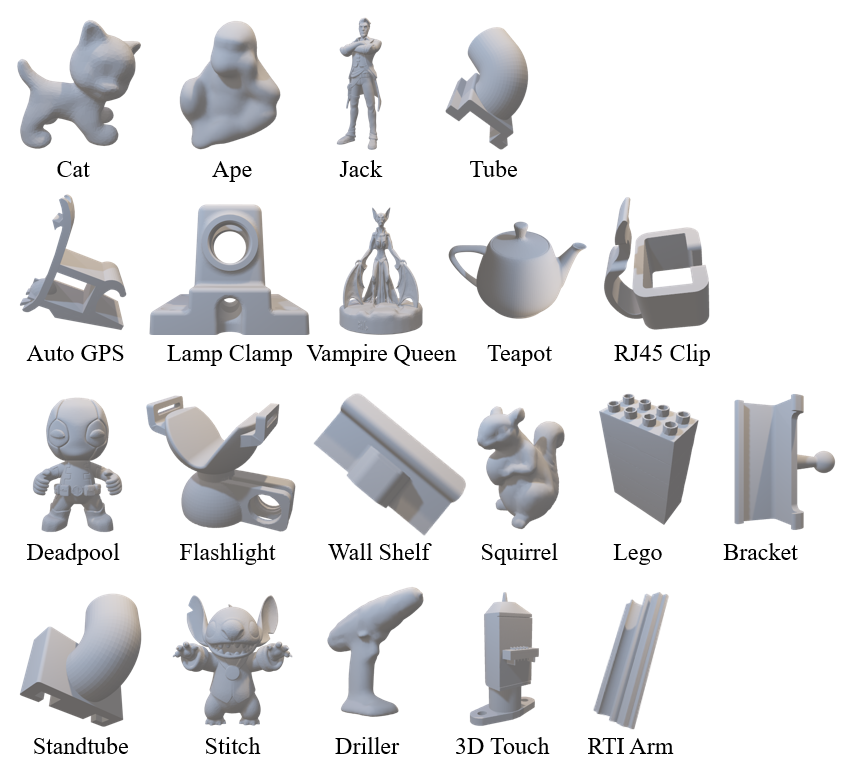 Cat Ape Jack Tube
Auto GPS Lamp Clamp Vampire Queen Teapot RJ45 Clip
Deadpool Flashlight Wall Shelf Squirrel Lego Bracket
Standtube Stitch Driller 3D Touch RTI Arm